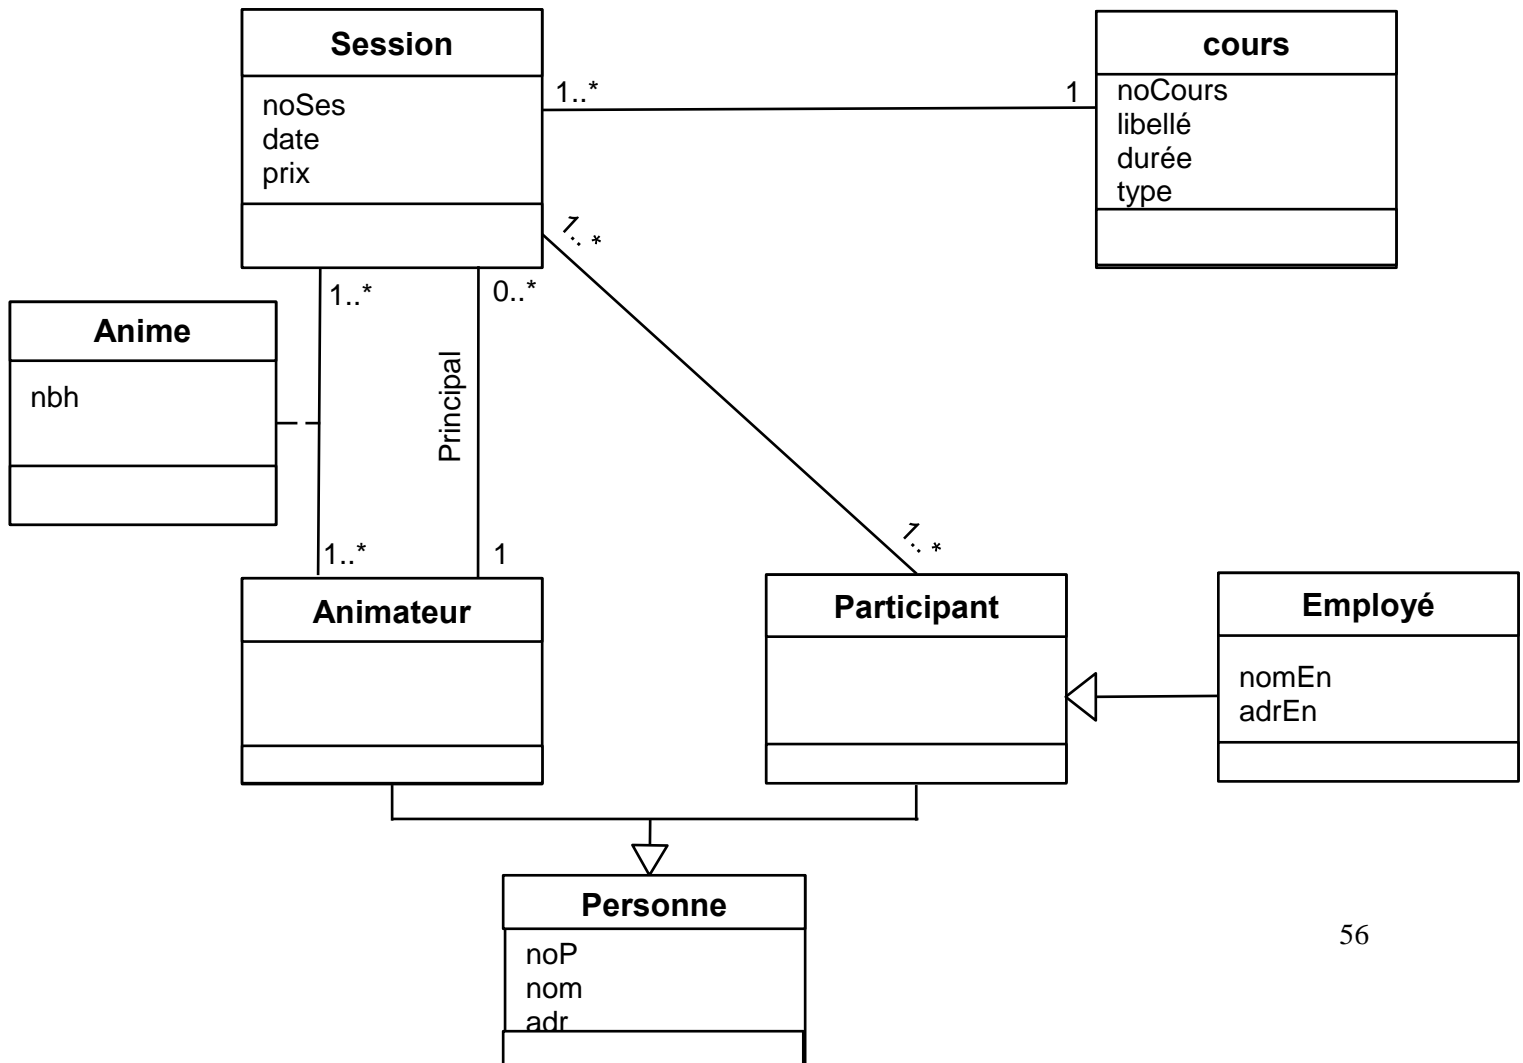 Session
noSes
date
prix
1..*
1
cours
noCours
libellé
durée
type
1..*
1..*
0..*
Anime
nbh
Principal
1..*
1
1..*
Animateur
Participant
Employé
nomEn
adrEn
Personne
noP
nom
adr
56